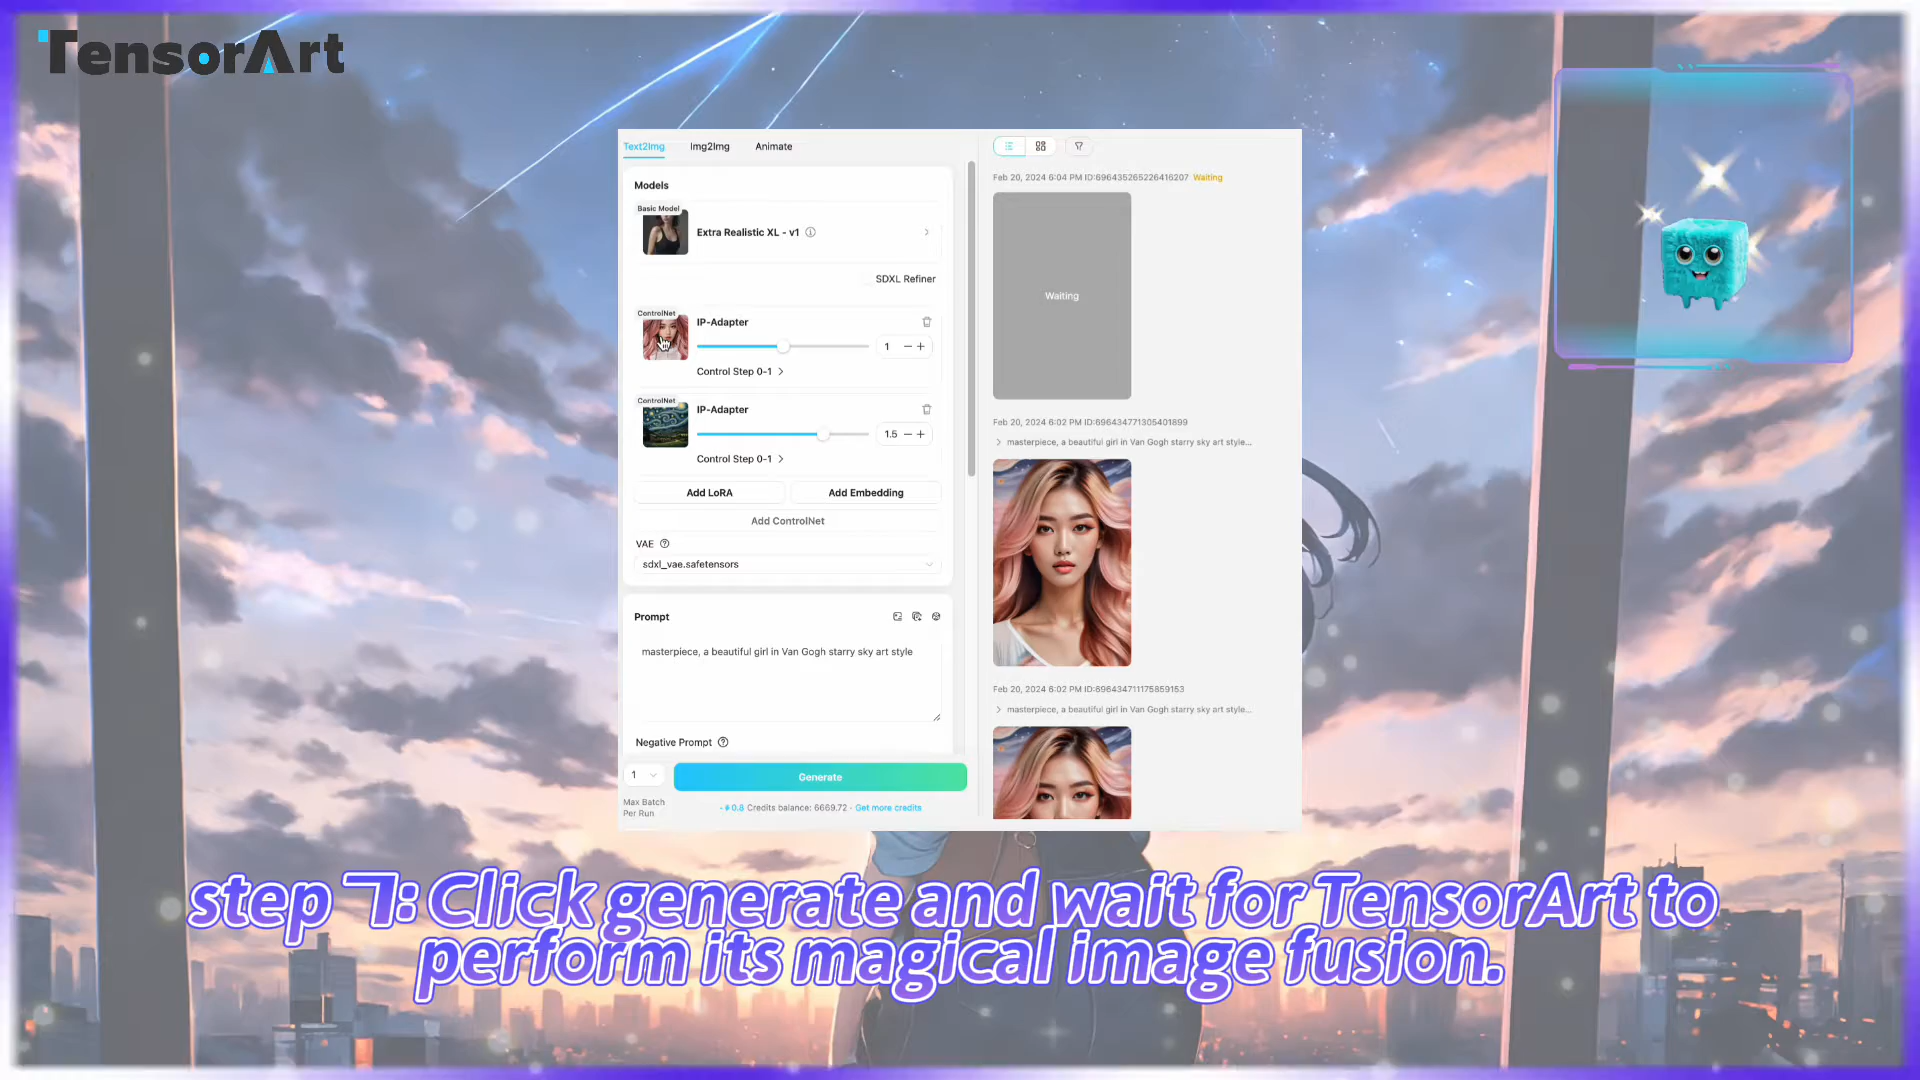 TensorArt
Text2Img
Img2Img
Animate
Models
Basic Model
Extra Realistic XL - v1
SDXL Refiner
ControlNet
IP-Adapter
1
Control Step 0-1
ControlNet
IP-Adapter
1.5
Control Step 0-1
Add LoRA
Add Embedding
Add ControlNet
VAE
sdxl_vae.safetensors
Prompt
masterpiece, a beautiful girl in Van Gogh starry sky art style
Negative Prompt
1
Generate
Max Batch
Per Run
- 0.8 Credits balance: 6669.72 - Get more credits
Feb 20, 2024 6:04 PM ID:696435265226416207 Waiting
Waiting
Feb 20, 2024 6:02 PM ID:696434771305401899
masterpiece, a beautiful girl in Van Gogh starry sky art style...
Feb 20, 2024 6:02 PM ID:696434711175859153
masterpiece, a beautiful girl in Van Gogh starry sky art style...
step 7: Click generate and wait for TensorArt to
perform its magical image fusion.